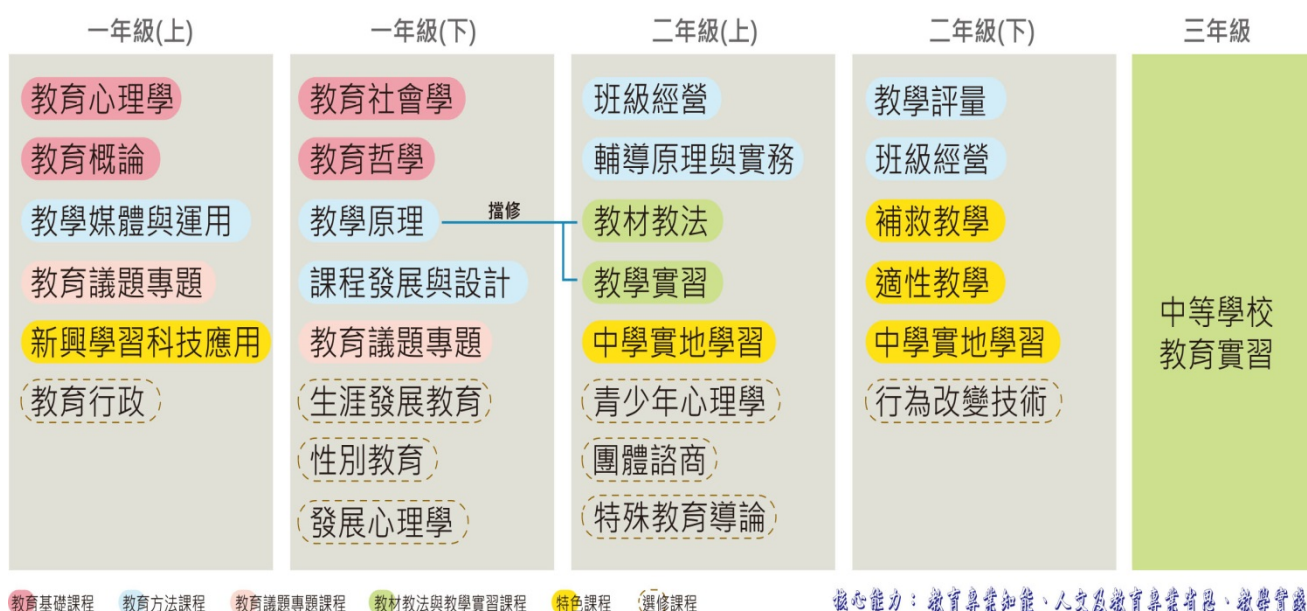 一年級(上)
教育心理學
教育概論
教學媒體與運用
教育議題專題
新興學習科技應用
教育行政
一年級(下)
教育社會學
教育哲學
教學原理
擋修
課程發展與設計
教育議題專題
生涯發展教育
性別教育
發展心理學
二年級(上)
班級經營
輔導原理與實務
教材教法
教學實習
中學實地學習
青少年心理學
團體諮商
特殊教育導論
二年級(下)
教學評量
班級經營
補救教學
適性教學
中學實地學習
行為改變技術
三年級
中等學校
教育實習
教育基礎課程 教育方法課程 教育議題專題課程 教材教法與教學實習課程 特色課程 選修課程
核心能力：教育專業知能、人文及教育專業省思、教學實務